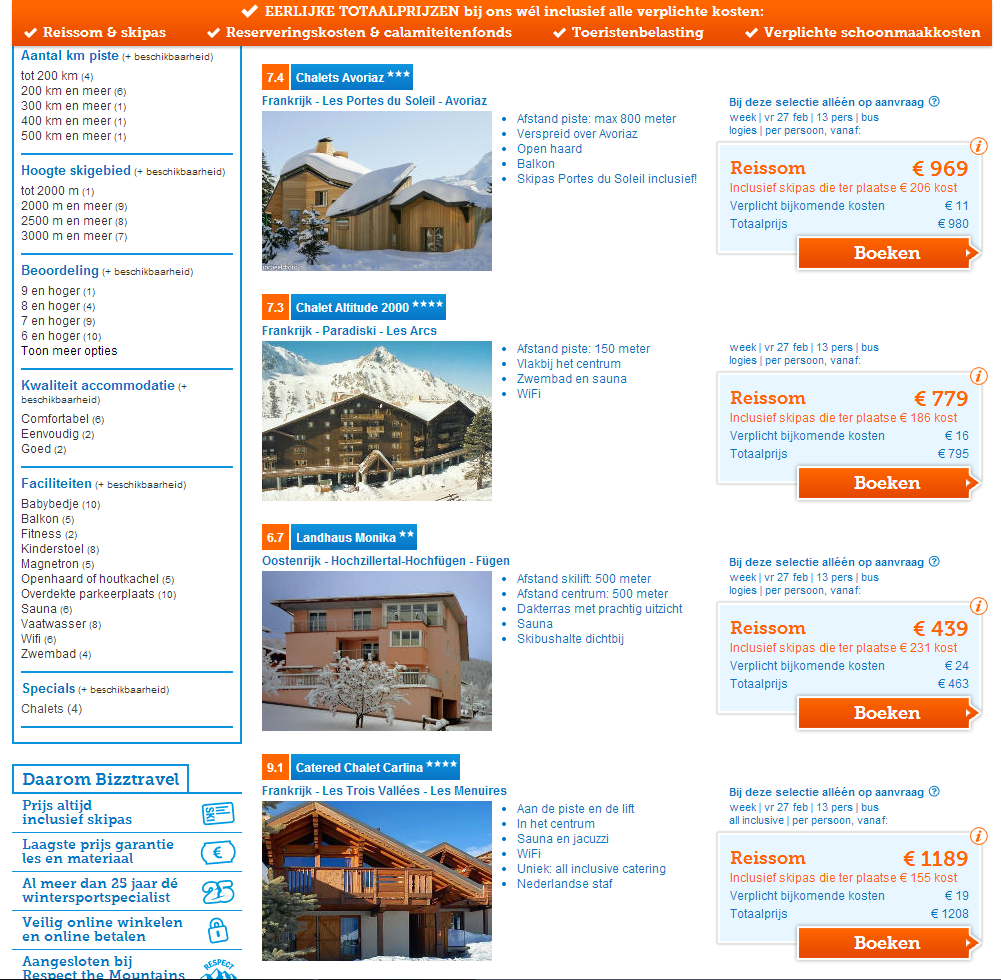 EERLIJKE TOTAALPRIJZEN bij ons wél inclusief alle verplichte kosten:
Reissom & skipas Reserveringskosten & calamiteitenfonds Toeristenbelasting Verplichte schoonmaakkosten
Aantal km piste (+ beschikbaarheid)
tot 200 km (4)
200 km en meer (6)
300 km en meer (1)
400 km en meer (1)
500 km en meer (1)
Hoogte skigebied (+ beschikbaarheid)
tot 2000 m (1)
2000 m en meer (9)
2500 m en meer (8)
3000 m en meer (7)
Beoordeling (+ beschikbaarheid)
9 en hoger (1)
8 en hoger (4)
7 en hoger (9)
6 en hoger (10)
Toon meer opties
Kwaliteit accommodatie (+
beschikbaarheid)
Comfortabel (6)
Eenvoudig (2)
Goed (2)
Faciliteiten (+ beschikbaarheid)
Babybedje (10)
Balkon (5)
Fitness (2)
Kinderstoel (8)
Magnetron (5)
Openhaard of houtkachel (5)
Overdekte parkeerplaats (10)
Sauna (6)
Vaatwasser (8)
Wifi (6)
Zwembad (4)
Specials (+ beschikbaarheid)
Chalets (4)
Daarom Bizztravel
Prijs altijd
inclusief skipas
SKI
Laagste prijs garantie
les en materiaal
€
Al meer dan 25 jaar dé
wintersportspecialist
25
Veilig online winkelen
en online betalen
Aangesloten bij
Respect the Mountains
RESPECT
7.4 Chalets Avoriaz ***
Frankrijk - Les Portes du Soleil - Avoriaz
• Afstand piste: max 800 meter
• Verspreid over Avoriaz
• Open haard
• Balkon
• Skipas Portes du Soleil inclusief!
Bij deze selectie alléén op aanvraag ?
week | vr 27 feb | 13 pers | bus
logies | per persoon, vanaf:
i
Reissom € 969
Inclusief skipas die ter plaatse € 206 kost
Verplicht bijkomende kosten € 11
Totaalprijs € 980
Boeken
7.3 Chalet Altitude 2000 ****
Frankrijk - Paradiski - Les Arcs
• Afstand piste: 150 meter
• Vlakbij het centrum
• Zwembad en sauna
• WiFi
week | vr 27 feb | 13 pers | bus
logies | per persoon, vanaf:
i
Reissom € 779
Inclusief skipas die ter plaatse € 186 kost
Verplicht bijkomende kosten € 16
Totaalprijs € 795
Boeken
6.7 Landhaus Monika **
Oostenrijk - Hochzillertal-Hochfügen - Fügen
• Afstand skilift: 500 meter
• Afstand centrum: 500 meter
• Dakterras met prachtig uitzicht
• Sauna
• Skibushalte dichtbij
Bij deze selectie alléén op aanvraag ?
week | vr 27 feb | 13 pers | bus
logies | per persoon, vanaf:
i
Reissom € 439
Inclusief skipas die ter plaatse € 231 kost
Verplicht bijkomende kosten € 24
Totaalprijs € 463
Boeken
9.1 Catered Chalet Carlina ****
Frankrijk - Les Trois Vallées - Les Menuires
• Aan de piste en de lift
• In het centrum
• Sauna en jacuzzi
• WiFi
• Uniek: all inclusive catering
• Nederlandse staf
Bij deze selectie alléén op aanvraag ?
week | vr 27 feb | 13 pers | bus
all inclusive | per persoon, vanaf:
i
Reissom € 1189
Inclusief skipas die ter plaatse € 155 kost
Verplicht bijkomende kosten € 19
Totaalprijs € 1208
Boeken